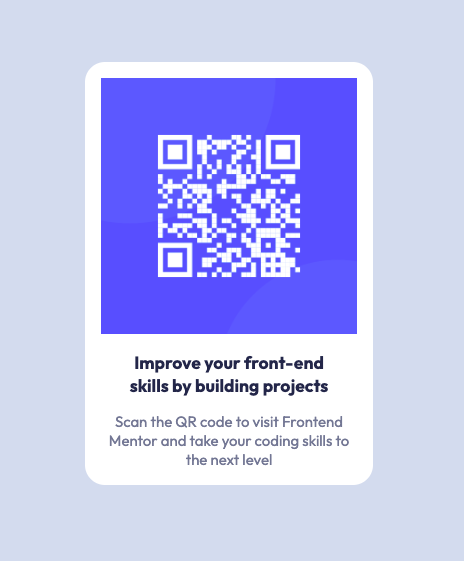 Improve your front-end
skills by building projects
Scan the QR code to visit Frontend
Mentor and take your coding skills to
the next level